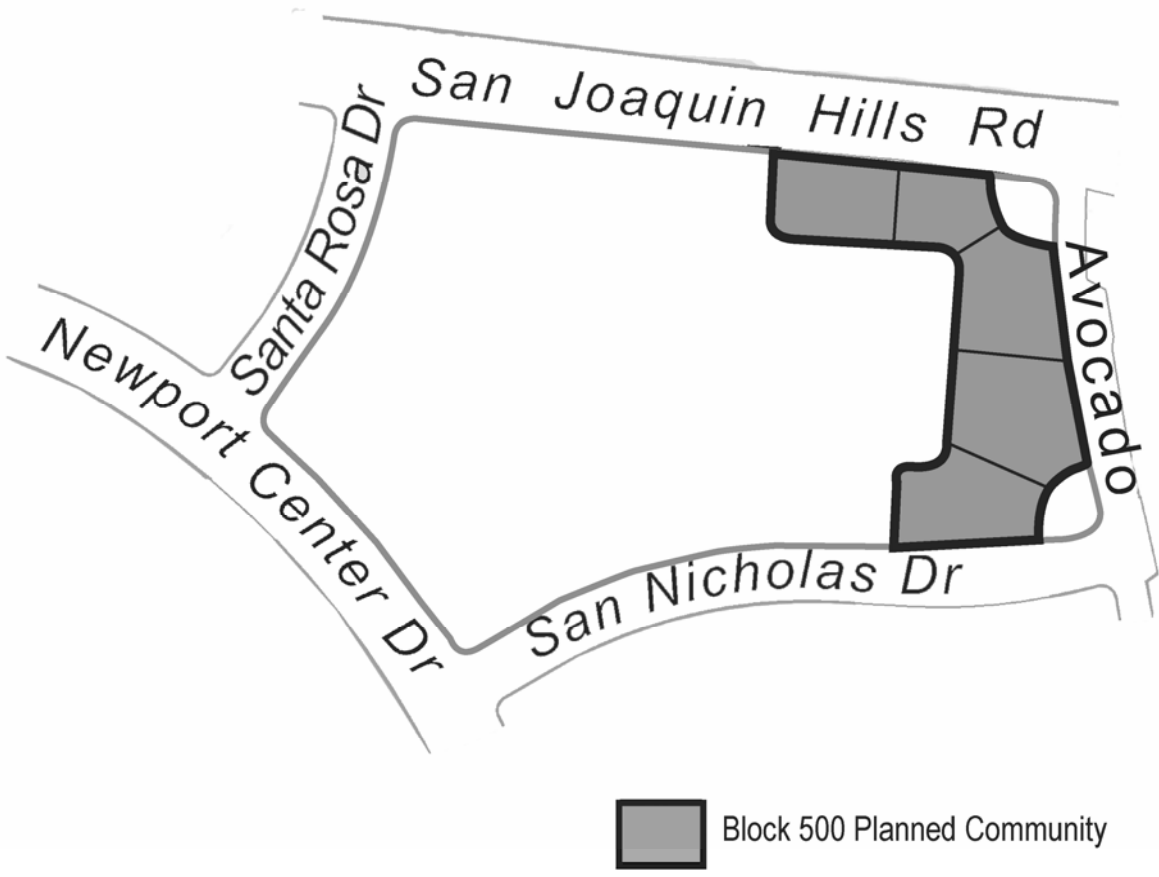 San Joaquin Hills Rd
Santa Rosa Dr
Avocado
Newport Center Dr
San Nicholas Dr
Block 500 Planned Community